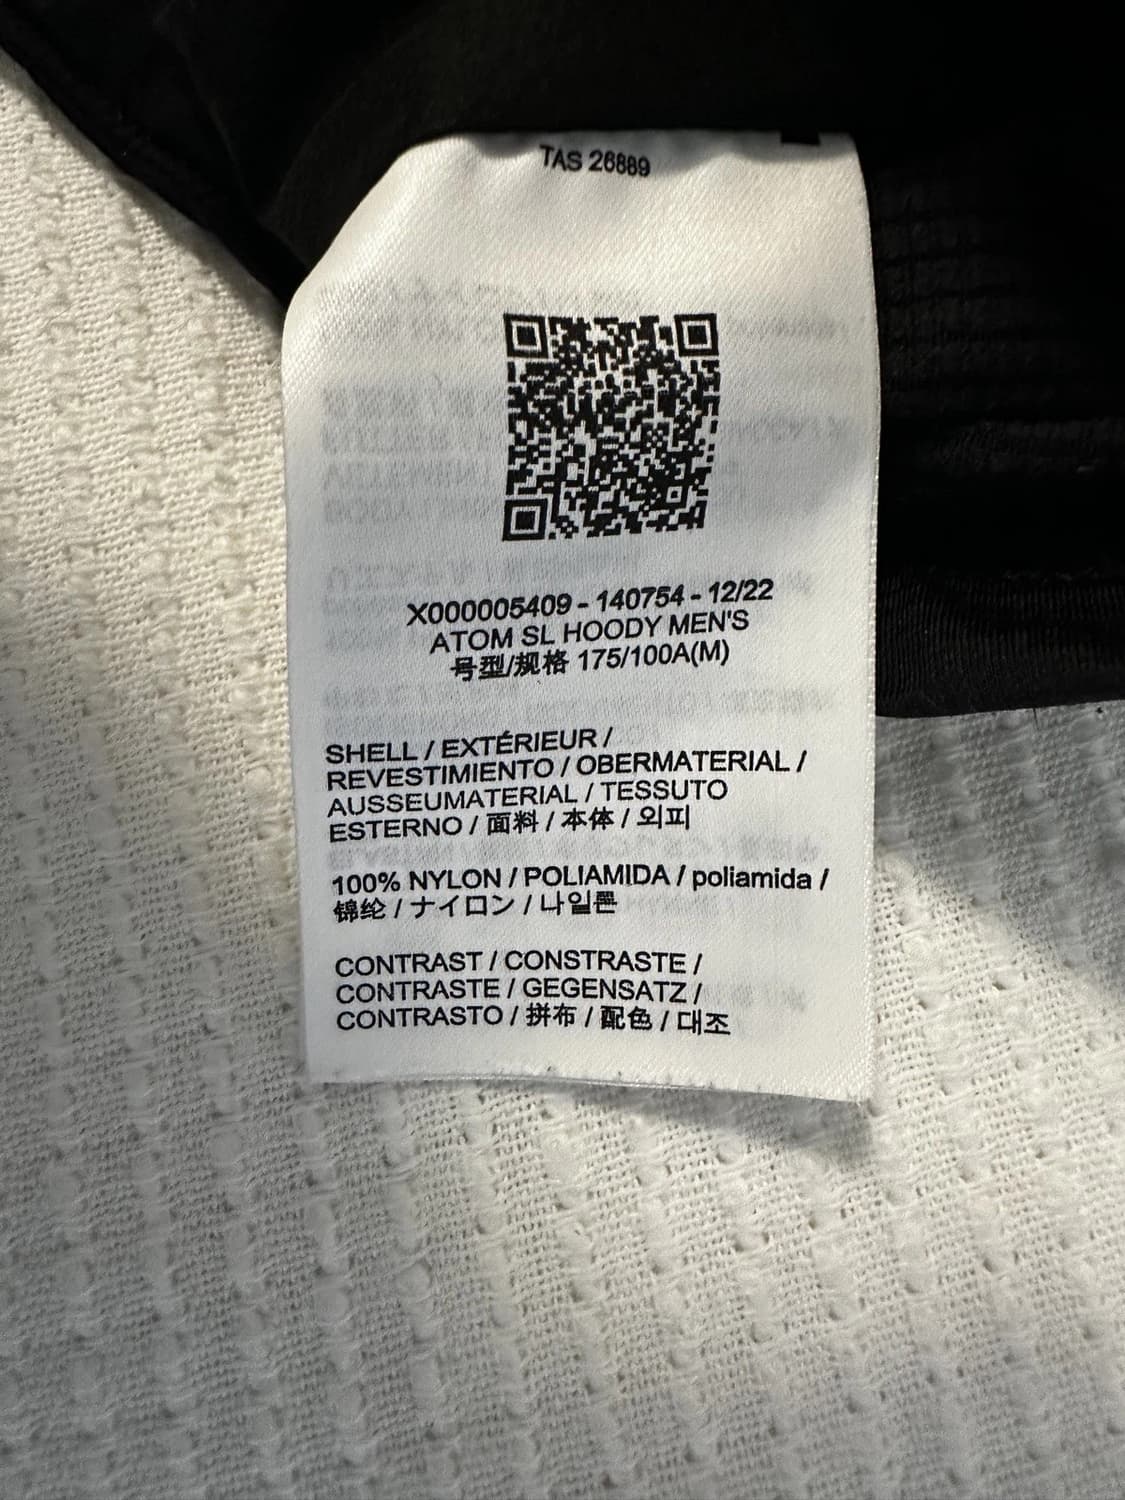 TAS 26889
X000005409 - 140754 - 12/22
ATOM SL HOODY MEN'S
号型/规格 175/100A(M)
SHELL / EXTÉRIEUR /
REVESTIMIENTO / OBERMATERIAL /
AUSSEUMATERIAL / TESSUTO
ESTERNO / 面料 / 本体 / 외피
100% NYLON / POLIAMIDA / poliamida /
锦纶 / ナイロン / 나일론
CONTRAST / CONSTRASTE /
CONTRASTE / GEGENSATZ /
CONTRASTO / 拼布 / 配色 / 대조